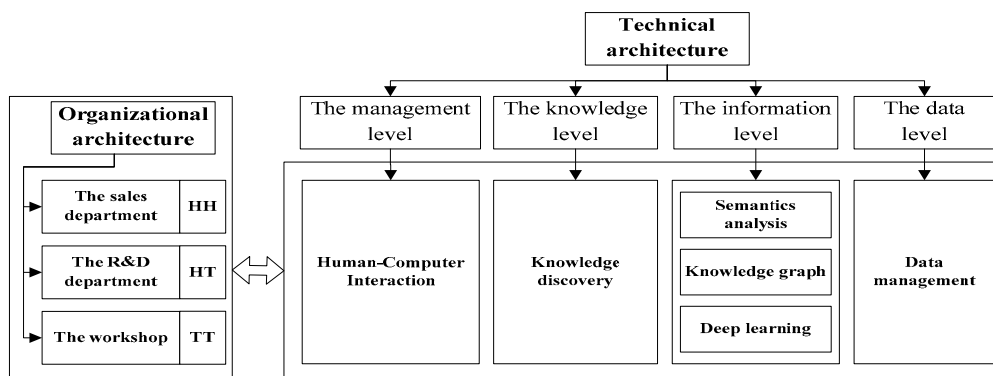 Technical
architecture
Organizational
architecture
The management
level
The knowledge
level
The information
level
The data
level
The sales
department
HH
The R&D
department
HT
The workshop
TT
Human-Computer
Interaction
Knowledge
discovery
Semantics
analysis
Knowledge graph
Deep learning
Data
management